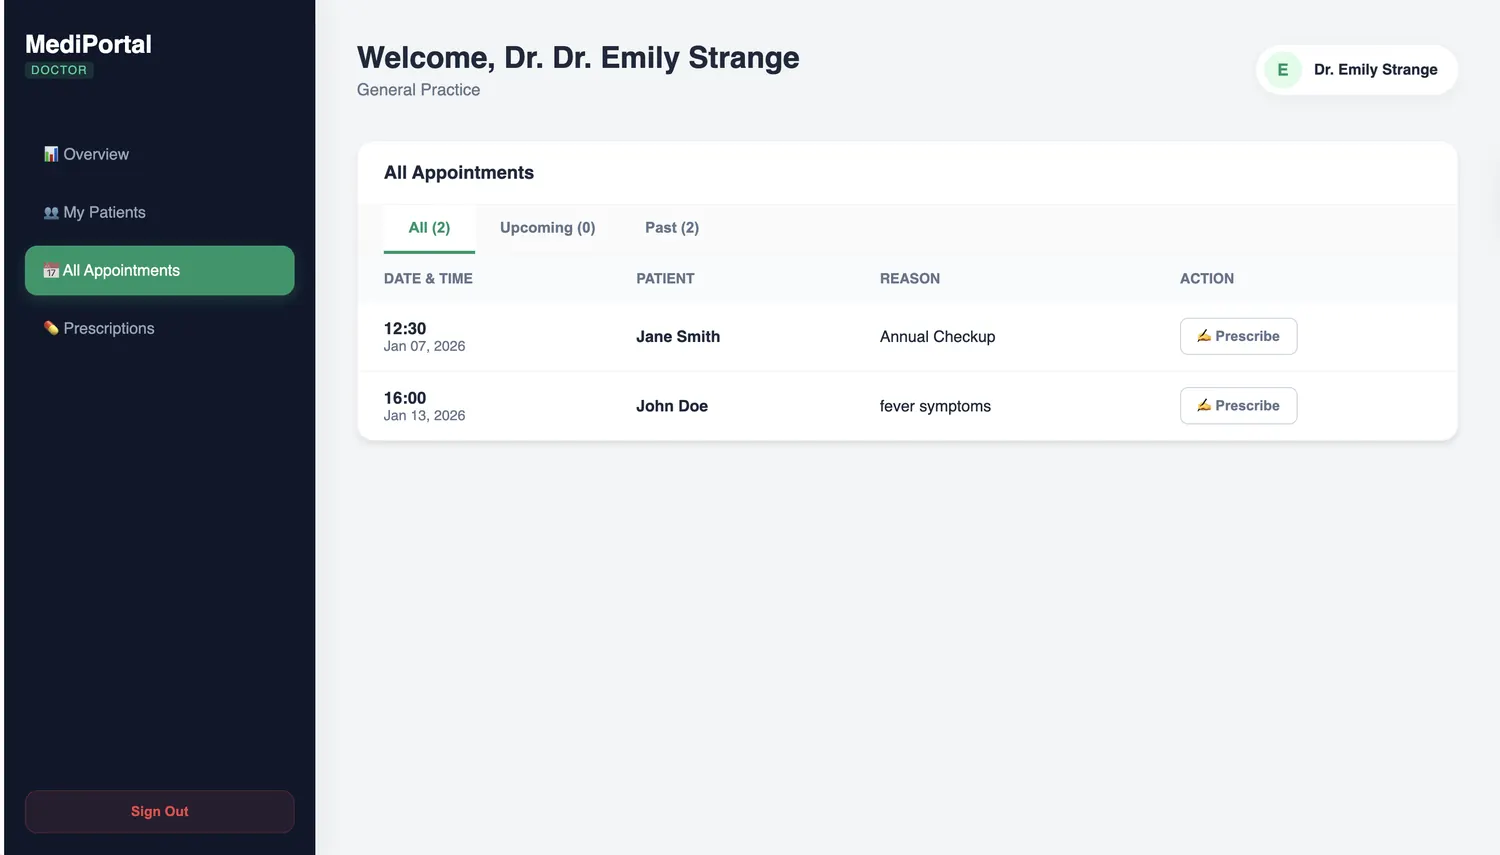 MediPortal
DOCTOR
📊 Overview
👥 My Patients
📅 All Appointments
💊 Prescriptions
Sign Out
Welcome, Dr. Dr. Emily Strange
General Practice
E Dr. Emily Strange
All Appointments
All (2) Upcoming (0) Past (2)
DATE & TIME PATIENT REASON ACTION
12:30
Jan 07, 2026
Jane Smith Annual Checkup ✍️ Prescribe
16:00
Jan 13, 2026
John Doe fever symptoms ✍️ Prescribe